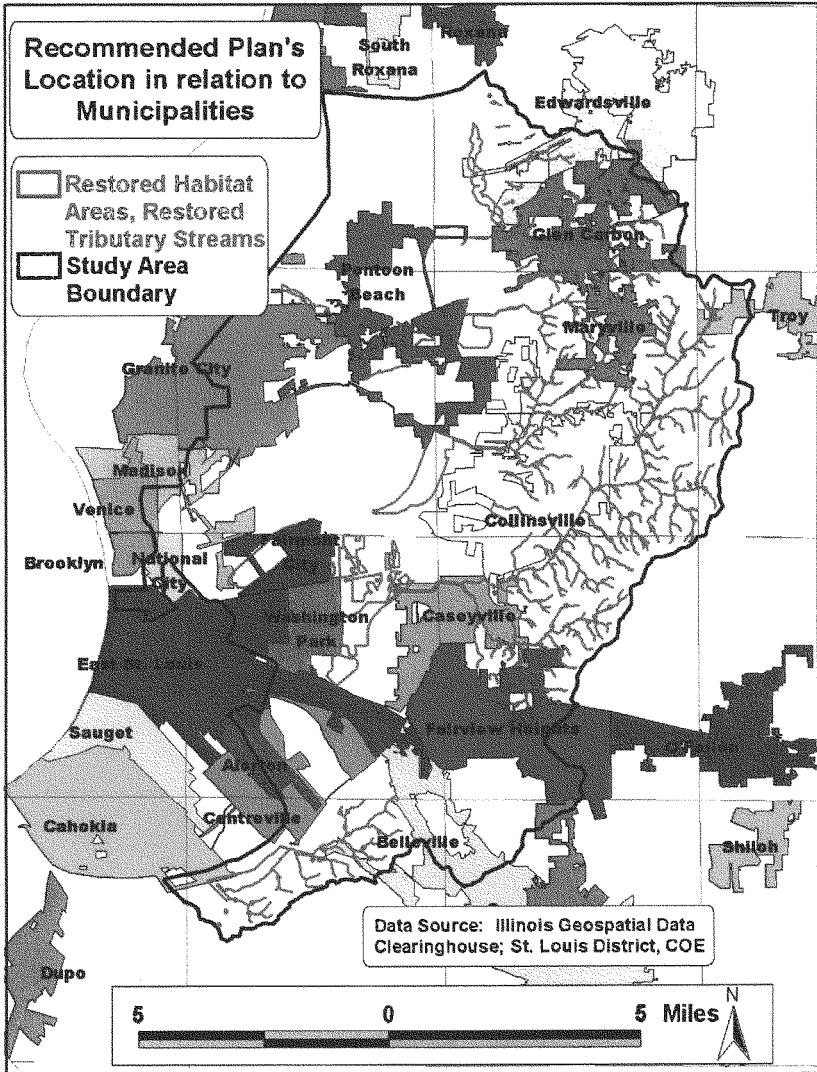 Recommended Plan's
Location in relation to
Municipalities
South
Roxana
Roxana
Edwardsville
Restored Habitat
Areas, Restored
Tributary Streams
Study Area
Boundary
Glen Carbon
Pontoon
Beach
Troy
Maryville
Granite City
Madison
Venice
Collinsville
Brooklyn
National
City
Fairmont
City
Washington
Park
Caseyville
East St. Louis
Sauget
Fairview Heights
O'Fallon
Alorton
Cahokia
Centreville
Belleville
Shiloh
Data Source: Illinois Geospatial Data
Clearinghouse; St. Louis District, COE
Dupo
5 0 5 Miles
N